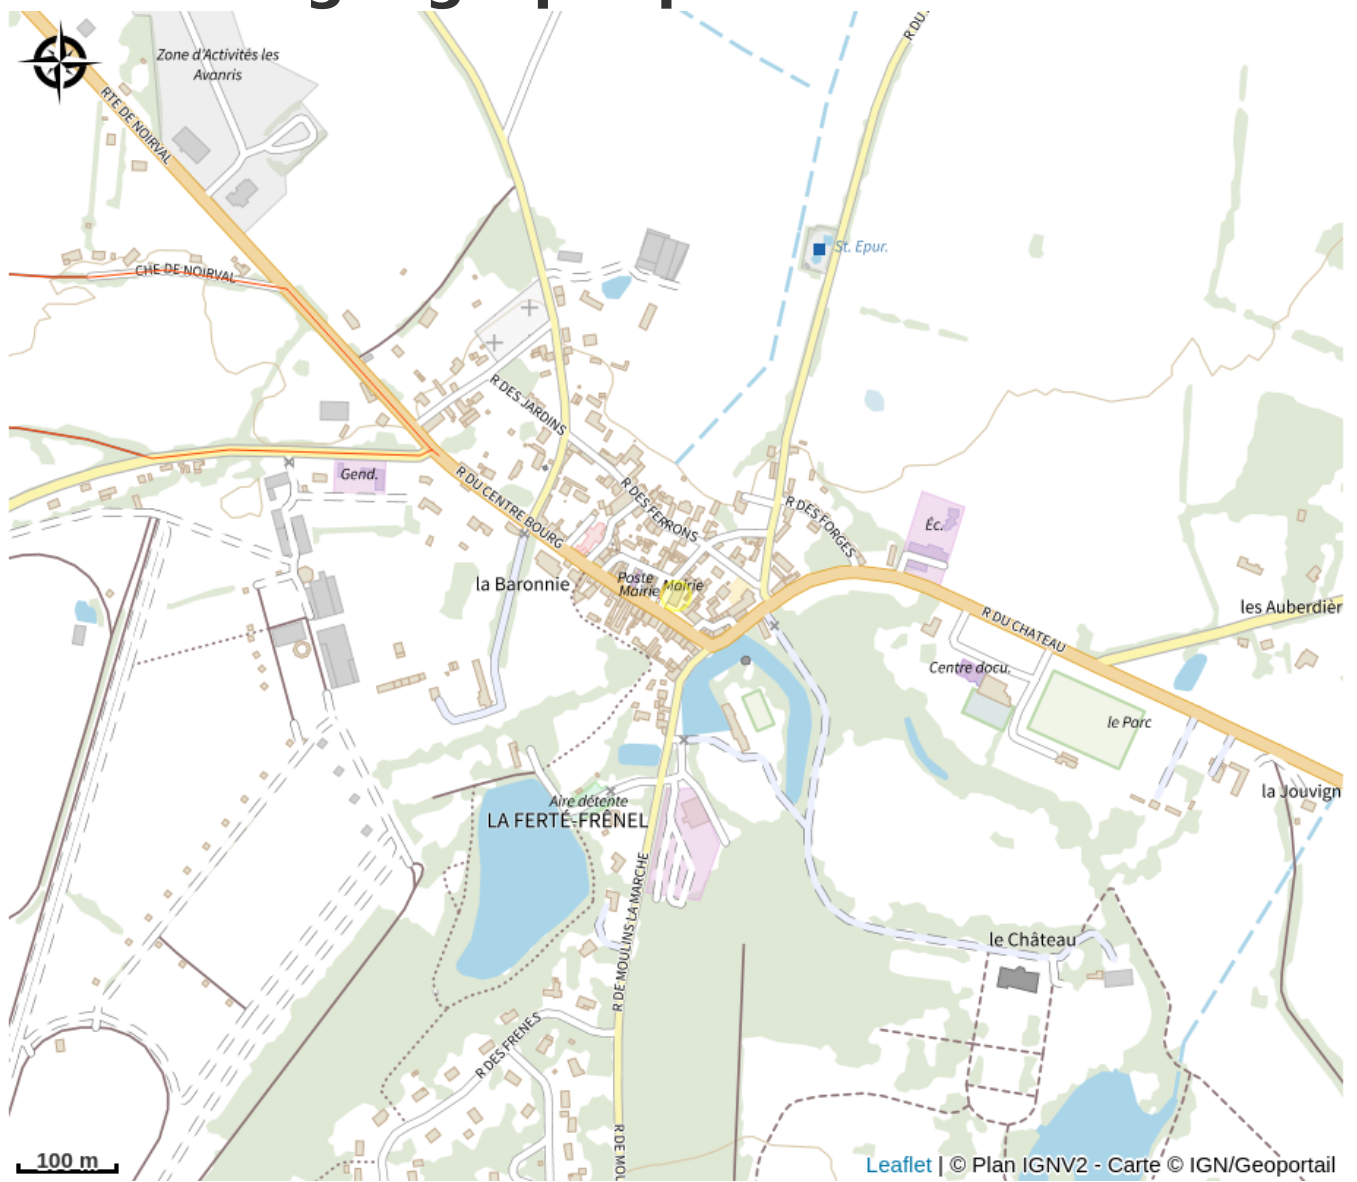 Zone d'Activités les
Avanris
R DU
RTE DE NOIRVAL
St. Epur.
CHE DE NOIRVAL
R DES JARDINS
Gend.
R DU CENTRE BOURG
R DES FERRONS
R DES FORGES
Éc.
la Baronnie
Poste
Mairie
Mairie
les Auberdièr
R DU CHATEAU
Centre docu.
le Parc
la Jouvign
Aire détente
LA FERTÉ-FRÊNEL
R DE MOULINS LA MARCHE
le Château
R DES FRENES
R DE MOU
100 m
Leaflet | © Plan IGNV2 - Carte © IGN/Geoportail